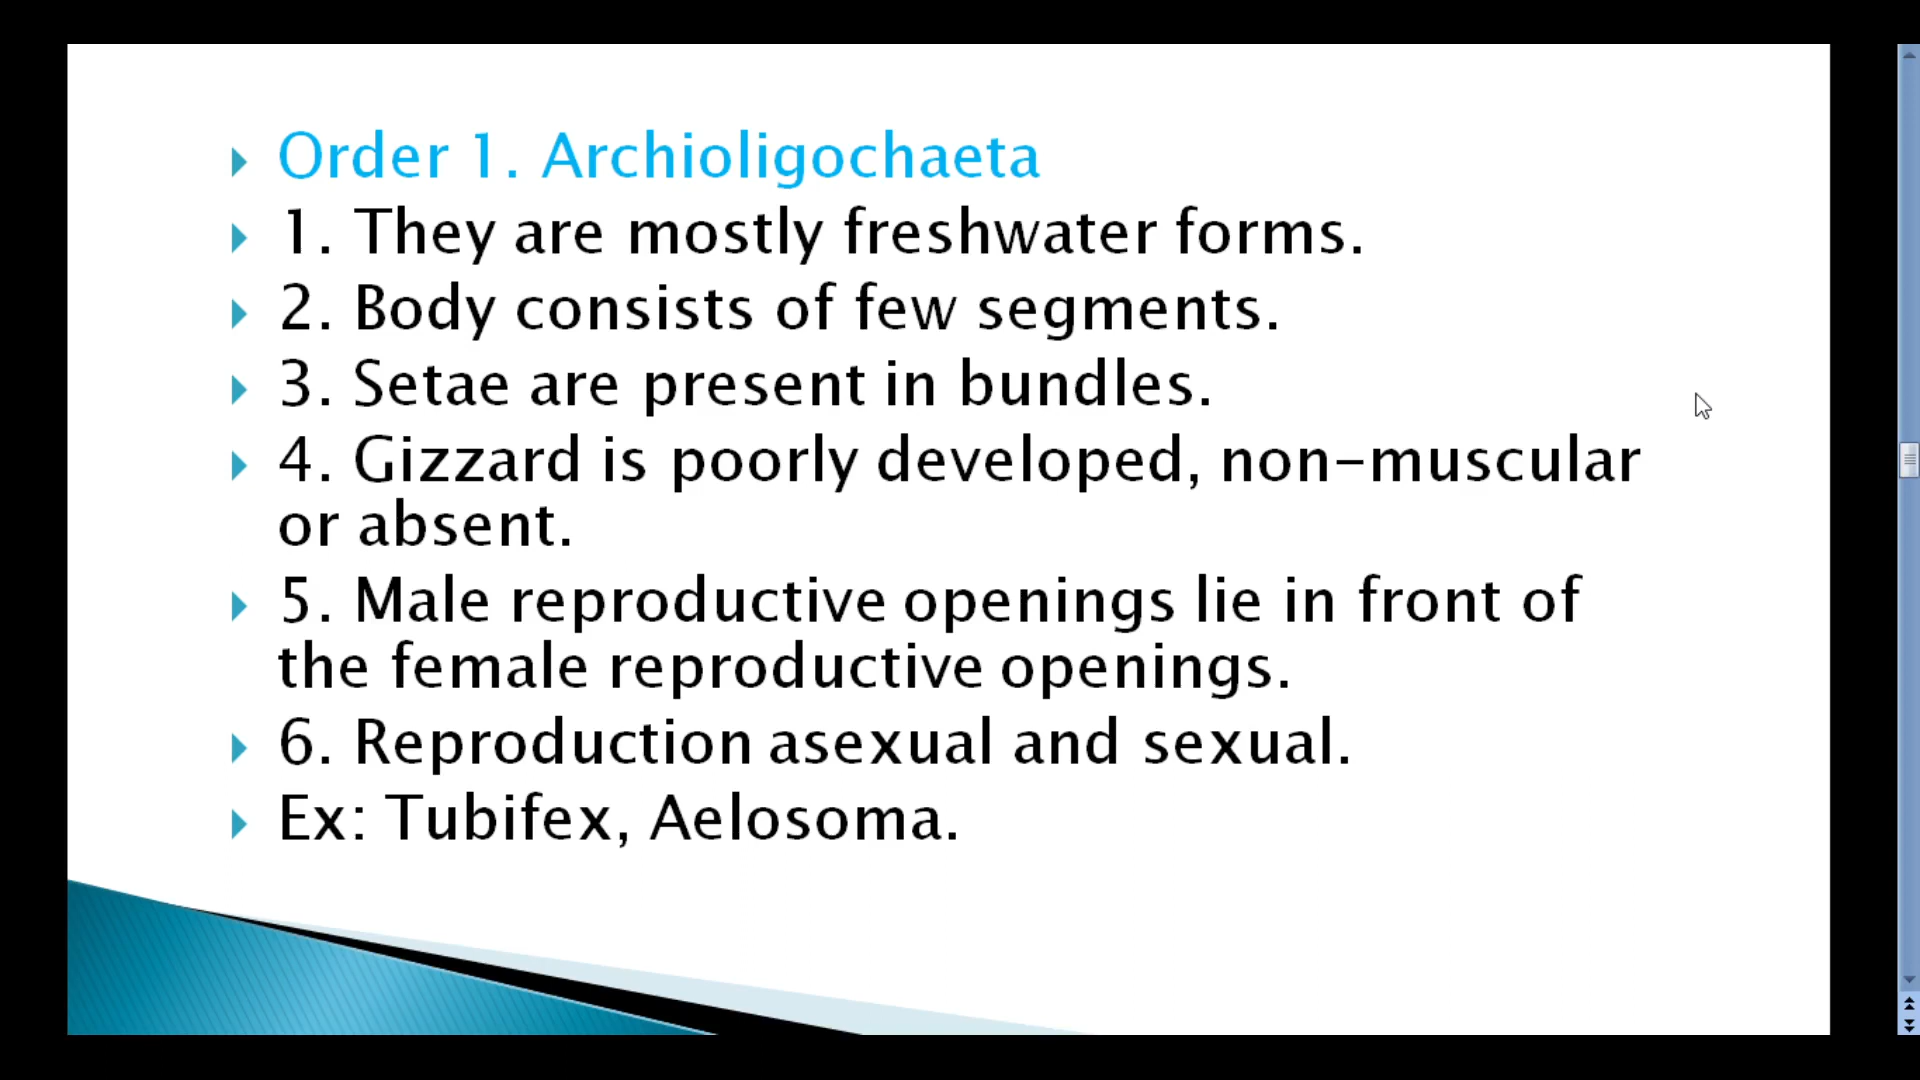 Order 1. Archioligochaeta
1. They are mostly freshwater forms.
2. Body consists of few segments.
3. Setae are present in bundles.
4. Gizzard is poorly developed, non-muscular
or absent.
5. Male reproductive openings lie in front of
the female reproductive openings.
6. Reproduction asexual and sexual.
Ex: Tubifex, Aelosoma.